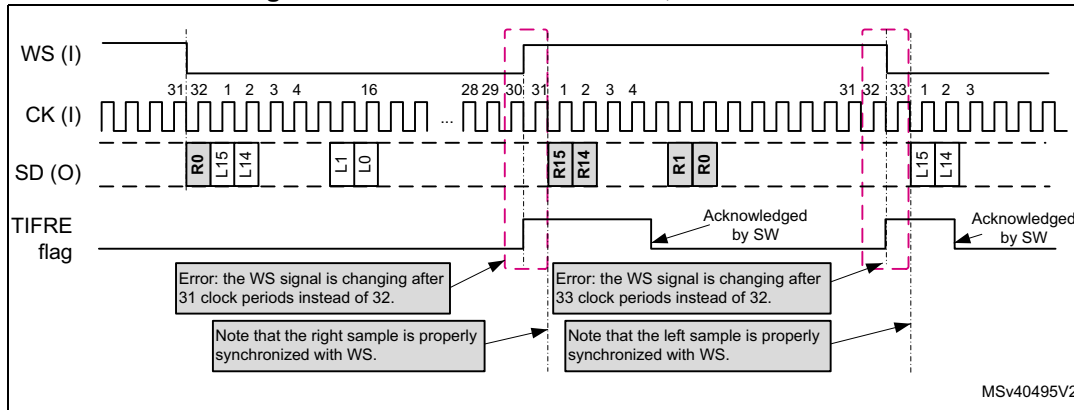 WS (I)
31 32 1 2 3 4 16 28 29 30 31 1 2 3 4 31 32 33 1 2 3
CK (I)
...
SD (O)
R0 L15 L14 L1 L0 R15 R14 R1 R0 L15 L14
TIFRE
flag
Acknowledged
by SW
Acknowledged
by SW
Error: the WS signal is changing after
31 clock periods instead of 32.
Error: the WS signal is changing after
33 clock periods instead of 32.
Note that the right sample is properly
synchronized with WS.
Note that the left sample is properly
synchronized with WS.
MSv40495V2